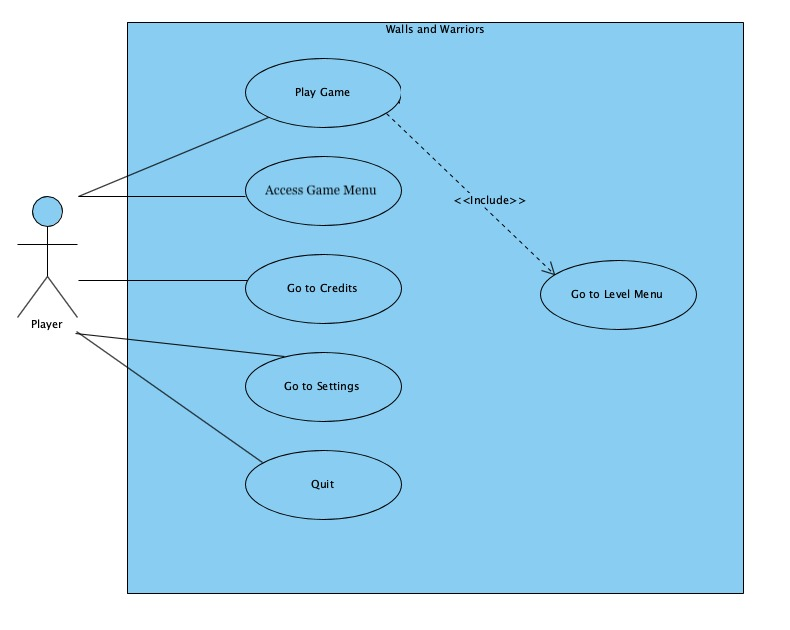 Walls and Warriors
Play Game
Access Game Menu
<<Include>>
Go to Credits
Go to Level Menu
Player
Go to Settings
Quit